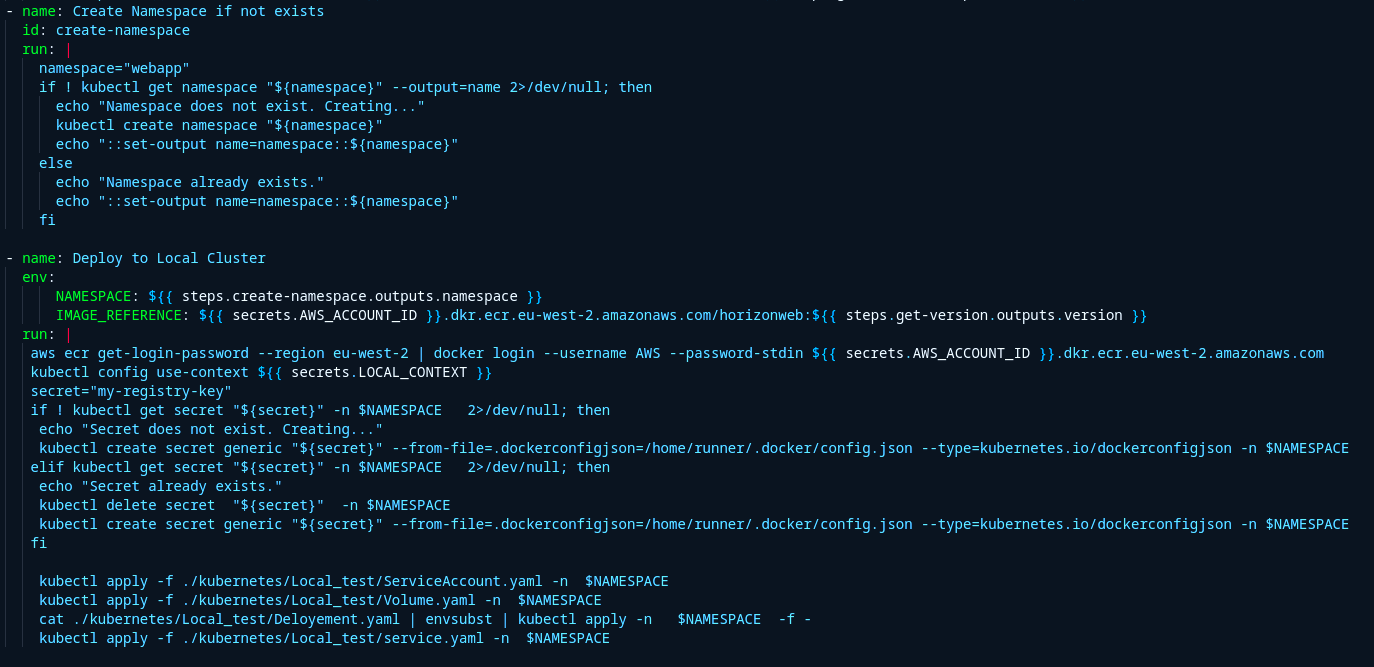 - name: Create Namespace if not exists
  id: create-namespace
  run: |
    namespace="webapp"
    if ! kubectl get namespace "${namespace}" --output=name 2>/dev/null; then
      echo "Namespace does not exist. Creating..."
      kubectl create namespace "${namespace}"
      echo "::set-output name=namespace::${namespace}"
    else
      echo "Namespace already exists."
      echo "::set-output name=namespace::${namespace}"
    fi

- name: Deploy to Local Cluster
  env:
      NAMESPACE: ${{ steps.create-namespace.outputs.namespace }}
      IMAGE_REFERENCE: ${{ secrets.AWS_ACCOUNT_ID }}.dkr.ecr.eu-west-2.amazonaws.com/horizonweb:${{ steps.get-version.outputs.version }}
  run: |
   aws ecr get-login-password --region eu-west-2 | docker login --username AWS --password-stdin ${{ secrets.AWS_ACCOUNT_ID }}.dkr.ecr.eu-west-2.amazonaws.com
   kubectl config use-context ${{ secrets.LOCAL_CONTEXT }}
   secret="my-registry-key"
   if ! kubectl get secret "${secret}" -n $NAMESPACE   2>/dev/null; then
    echo "Secret does not exist. Creating..."
    kubectl create secret generic "${secret}" --from-file=.dockerconfigjson=/home/runner/.docker/config.json --type=kubernetes.io/dockerconfigjson -n $NAMESPACE
   elif kubectl get secret "${secret}" -n $NAMESPACE   2>/dev/null; then
    echo "Secret already exists."
    kubectl delete secret  "${secret}"  -n $NAMESPACE
    kubectl create secret generic "${secret}" --from-file=.dockerconfigjson=/home/runner/.docker/config.json --type=kubernetes.io/dockerconfigjson -n $NAMESPACE
   fi

    kubectl apply -f ./kubernetes/Local_test/ServiceAccount.yaml -n  $NAMESPACE
    kubectl apply -f ./kubernetes/Local_test/Volume.yaml -n  $NAMESPACE
    cat ./kubernetes/Local_test/Deloyement.yaml | envsubst | kubectl apply -n   $NAMESPACE  -f -
    kubectl apply -f ./kubernetes/Local_test/service.yaml -n  $NAMESPACE